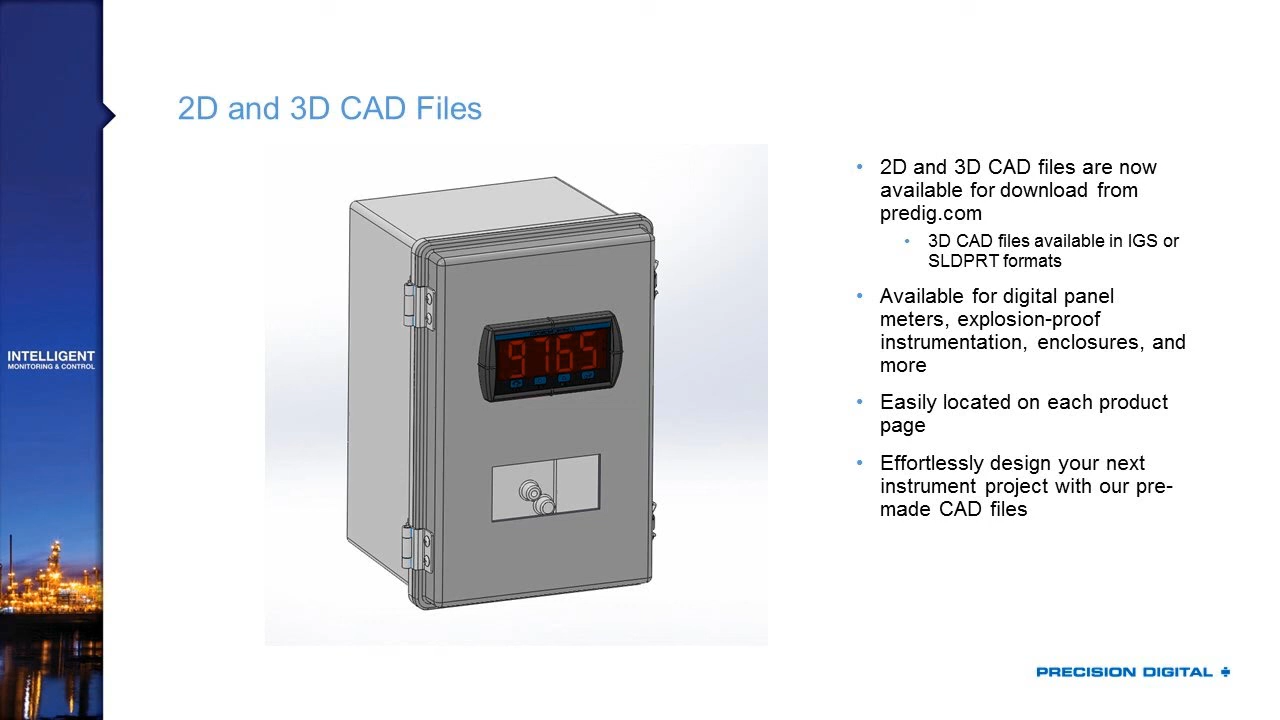 2D and 3D CAD Files
INTELLIGENT
MONITORING & CONTROL
9765
• 2D and 3D CAD files are now
available for download from
predig.com
• 3D CAD files available in IGS or
SLDPRT formats
• Available for digital panel
meters, explosion-proof
instrumentation, enclosures, and
more
• Easily located on each product
page
• Effortlessly design your next
instrument project with our pre-
made CAD files
PRECISION DIGITAL